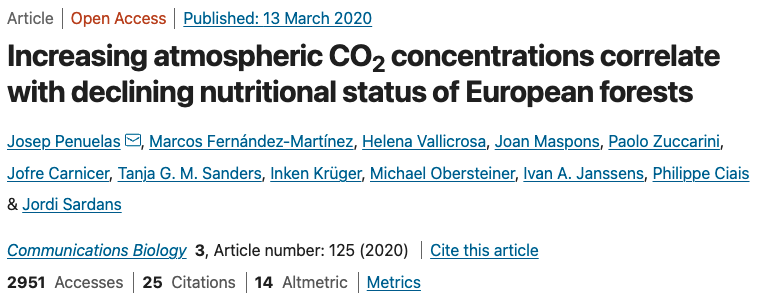 Article | Open Access | Published: 13 March 2020
Increasing atmospheric CO2 concentrations correlate
with declining nutritional status of European forests
Josep Penuelas, Marcos Fernández-Martínez, Helena Vallicrosa, Joan Maspons, Paolo Zuccarini,
Jofre Carnicer, Tanja G. M. Sanders, Inken Krüger, Michael Obersteiner, Ivan A. Janssens, Philippe Ciais
& Jordi Sardans
Communications Biology 3, Article number: 125 (2020) | Cite this article
2951 Accesses | 25 Citations | 14 Altmetric | Metrics